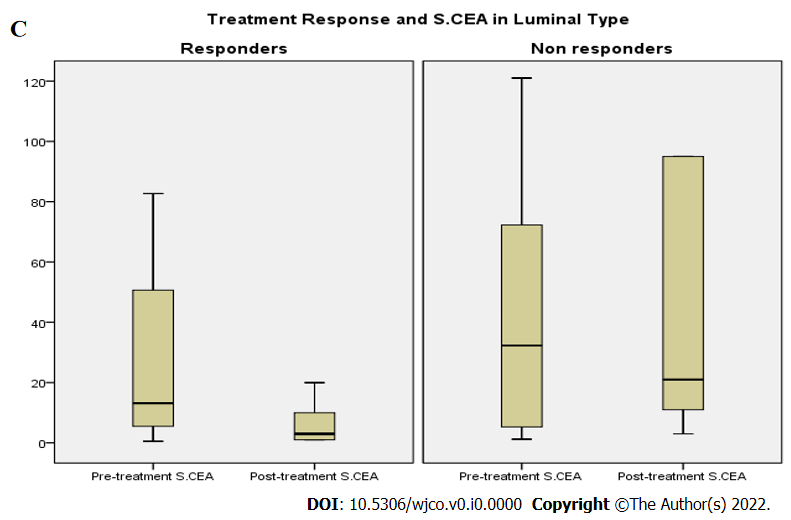 C
Treatment Response and S.CEA in Luminal Type
Responders
Non responders
120
100
80
60
40
20
0
Pre-treatment S.CEA
Post-treatment S.CEA
Pre-treatment S.CEA
Post-treatment S.CEA
DOI: 10.5306/wjco.v0.i0.0000 Copyright ©The Author(s) 2022.